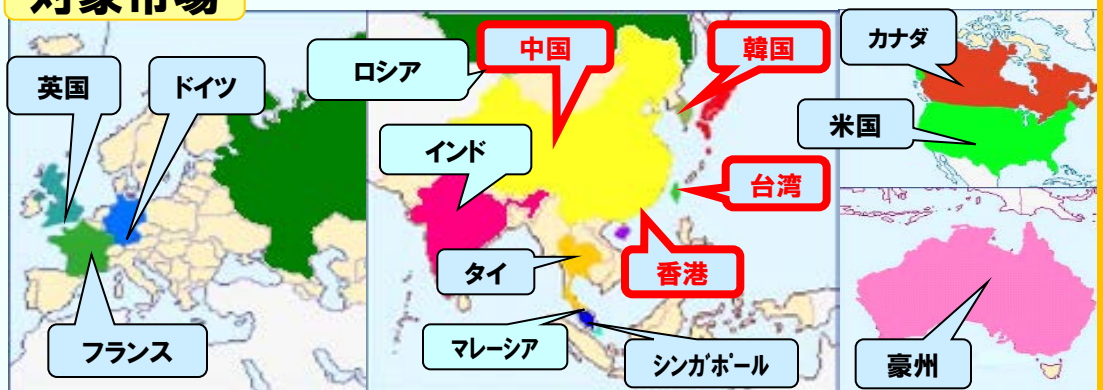 対象市場
英国
ドイツ
フランス
ロシア
中国
韓国
インド
台湾
タイ
香港
マレーシア
シンガポール
カナダ
米国
豪州